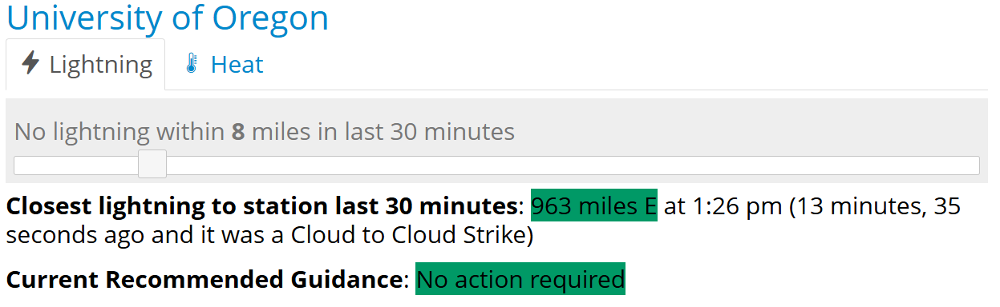 University of Oregon
Lightning Heat
No lightning within 8 miles in last 30 minutes
Closest lightning to station last 30 minutes: 963 miles E at 1:26 pm (13 minutes, 35
seconds ago and it was a Cloud to Cloud Strike)
Current Recommended Guidance: No action required